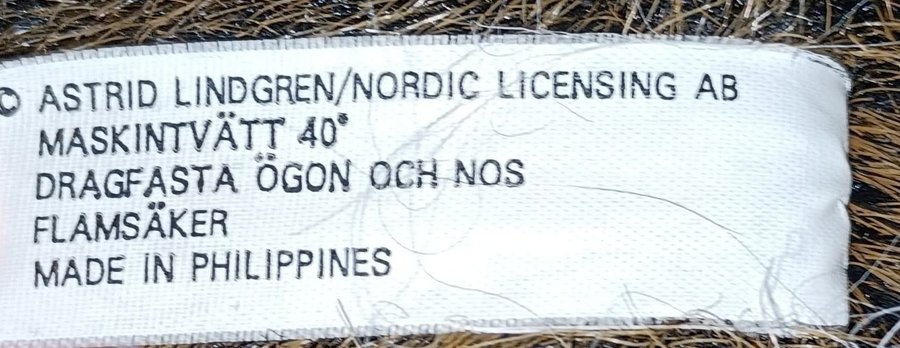 © ASTRID LINDGREN/NORDIC LICENSING AB
MASKINTVÄTT 40°
DRAGFASTA ÖGON OCH NOS
FLAMSÄKER
MADE IN PHILIPPINES